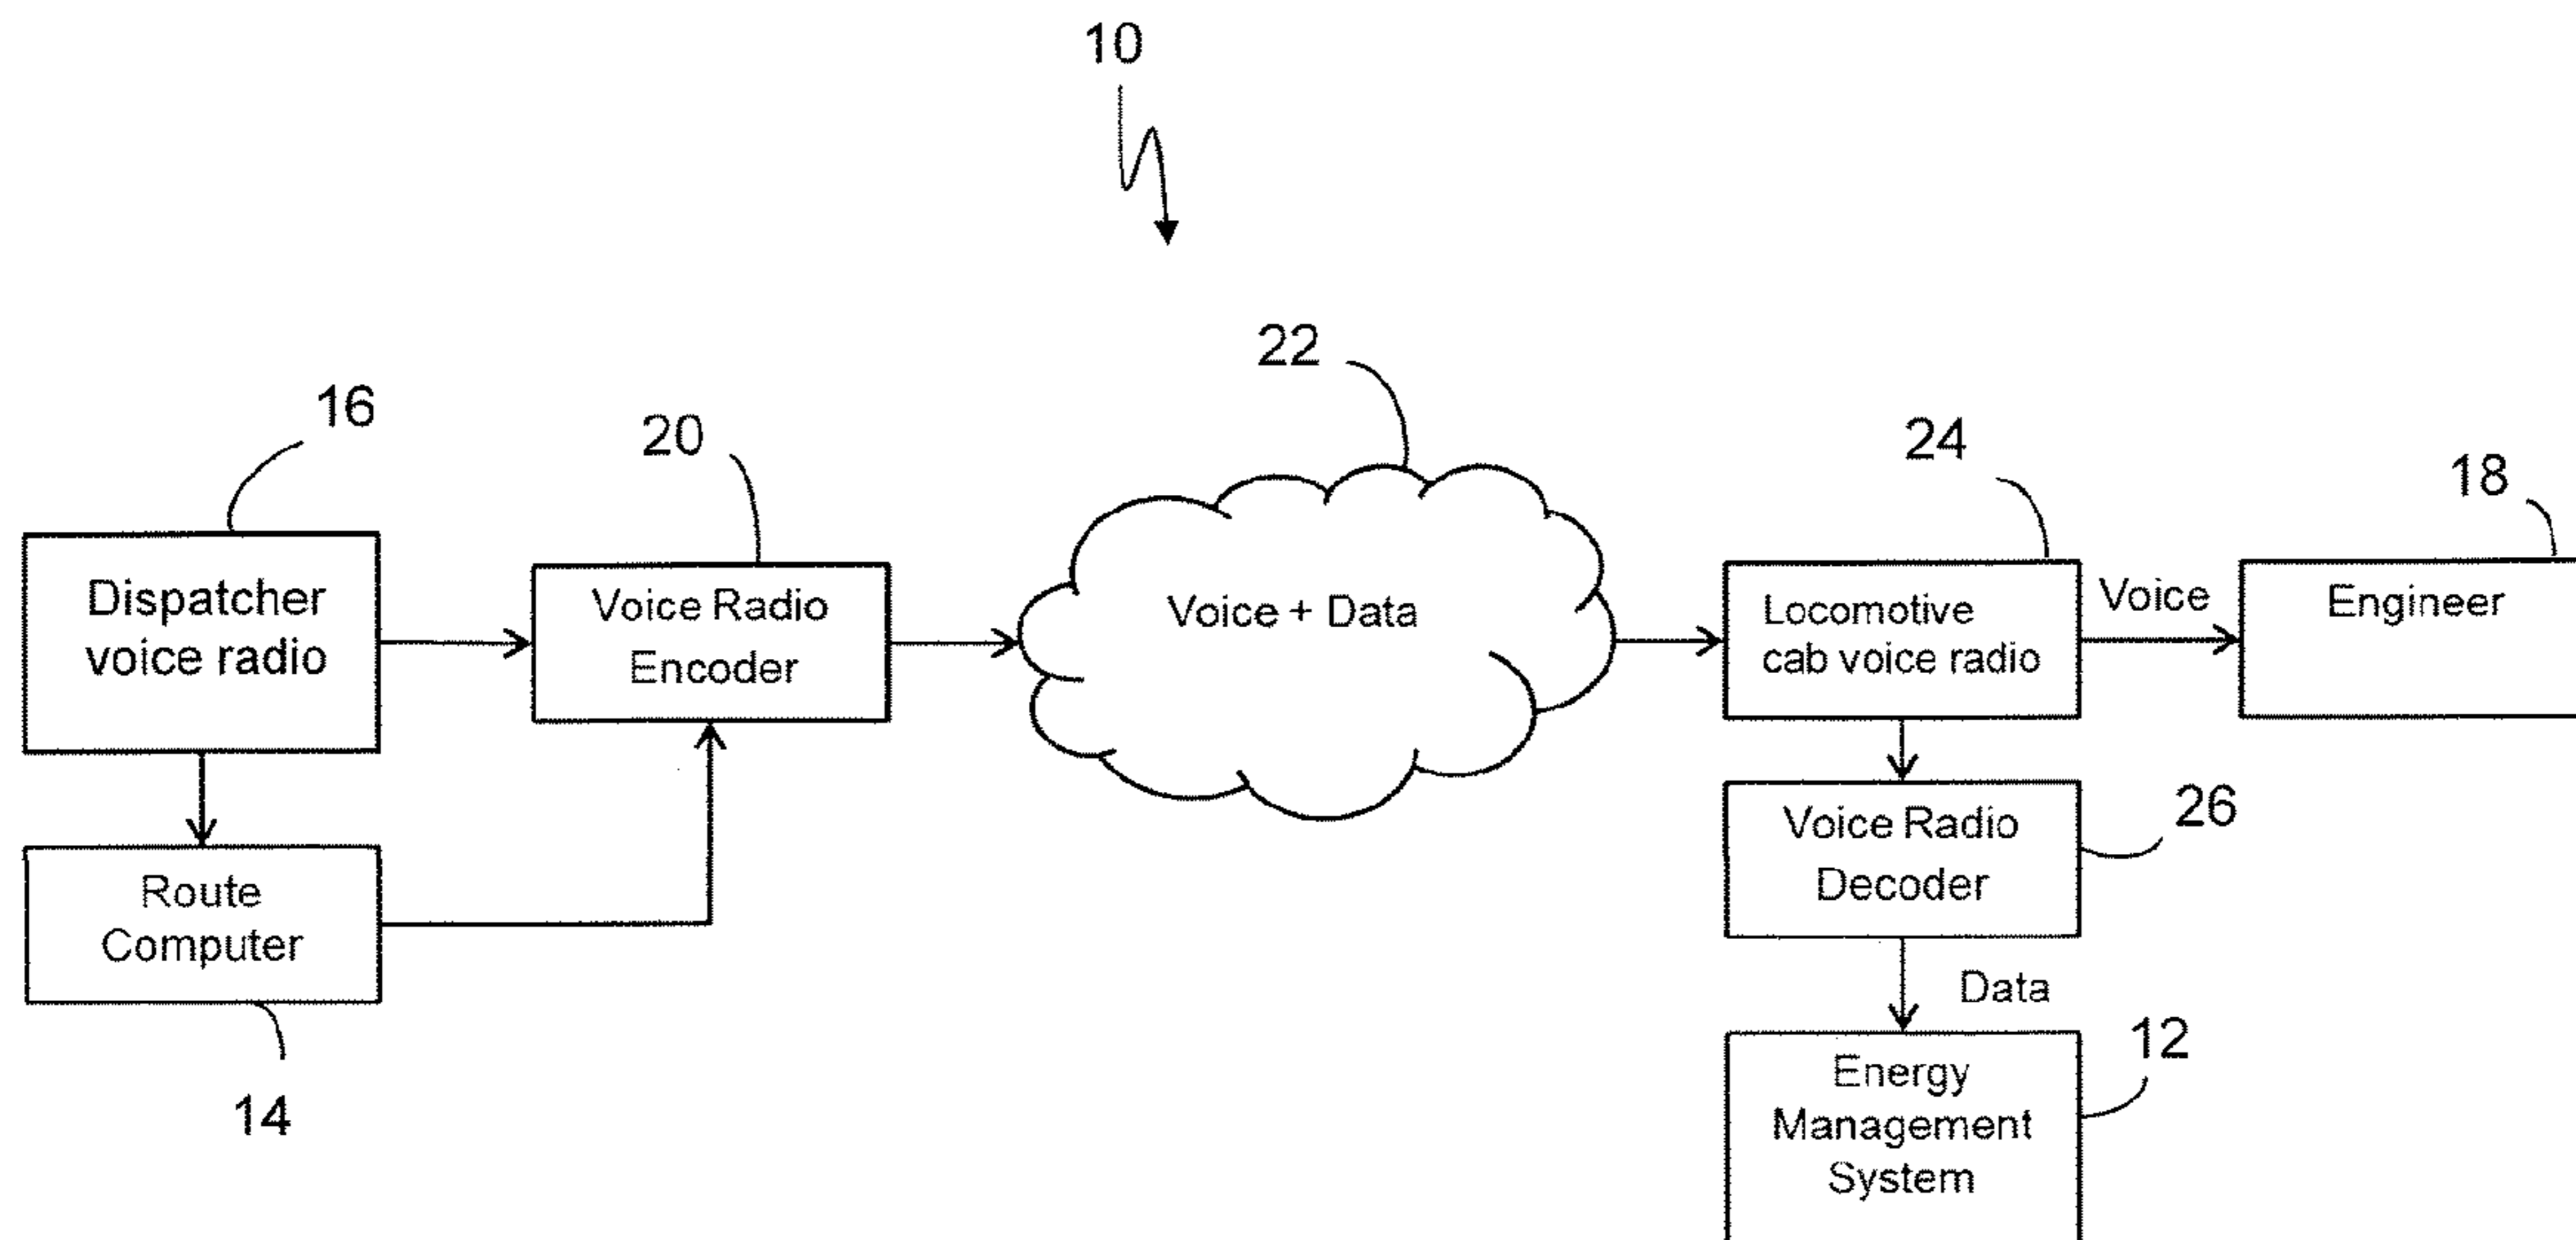 10
22
16
20
24
18
Dispatcher
voice radio
Voice Radio
Encoder
Voice + Data
Locomotive
cab voice radio
Voice
Engineer
Route
Computer
Voice Radio
Decoder
26
Data
14
12
Energy
Management
System